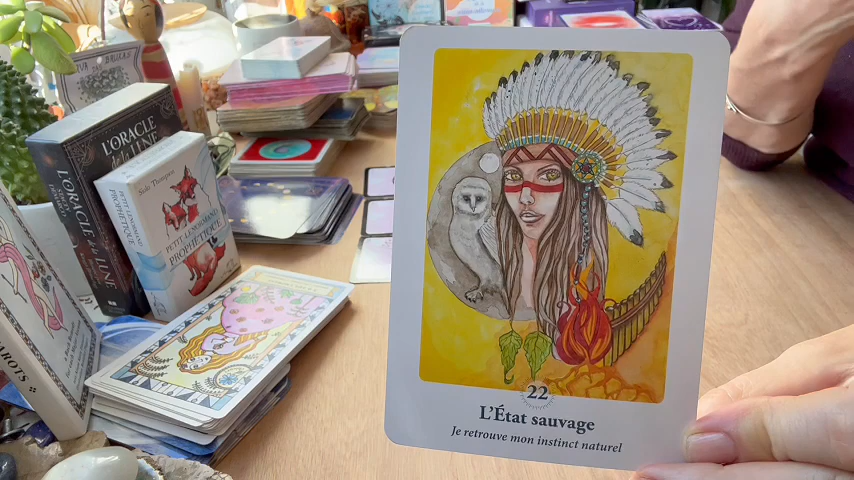 L'ORACLE
de la LUNE
L'ORACLE
de la LUNE
PETIT LENORMAND
PROPHÉTIQUE
PETIT LENORMAND
PROPHÉTIQUE
TAROTS
22
L'État sauvage
Je retrouve mon instinct naturel